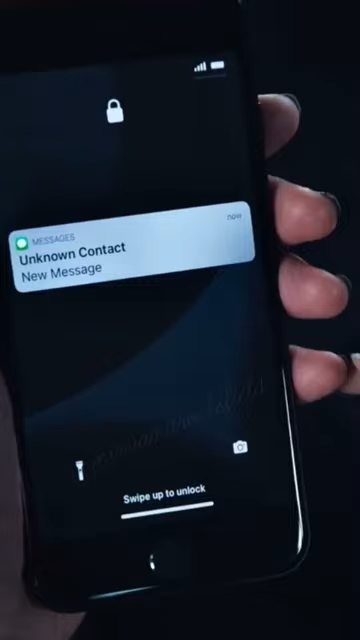 MESSAGES
now
Unknown Contact
New Message
Swipe up to unlock